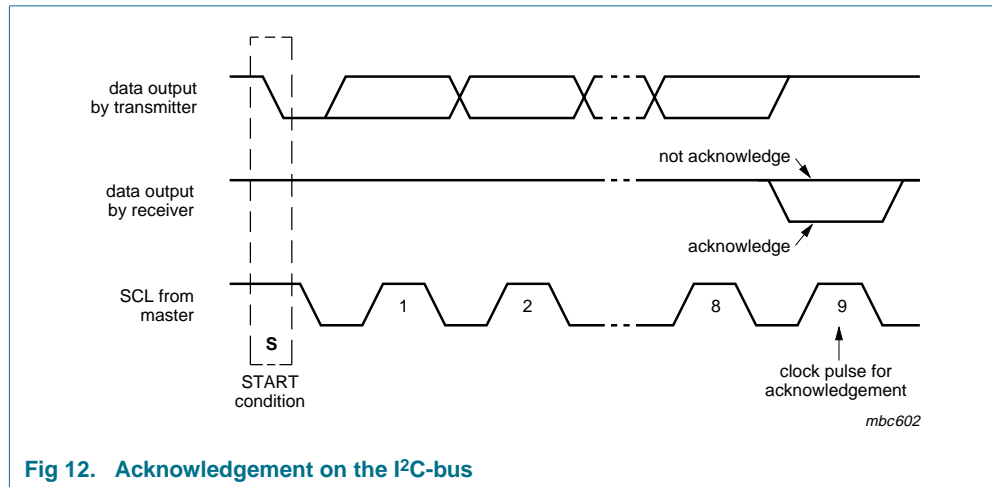 data output
by transmitter
not acknowledge
data output
by receiver
acknowledge
SCL from
master
1
2
8
9
S
START
condition
clock pulse for
acknowledgement
mbc602
Fig 12. Acknowledgement on the I²C-bus